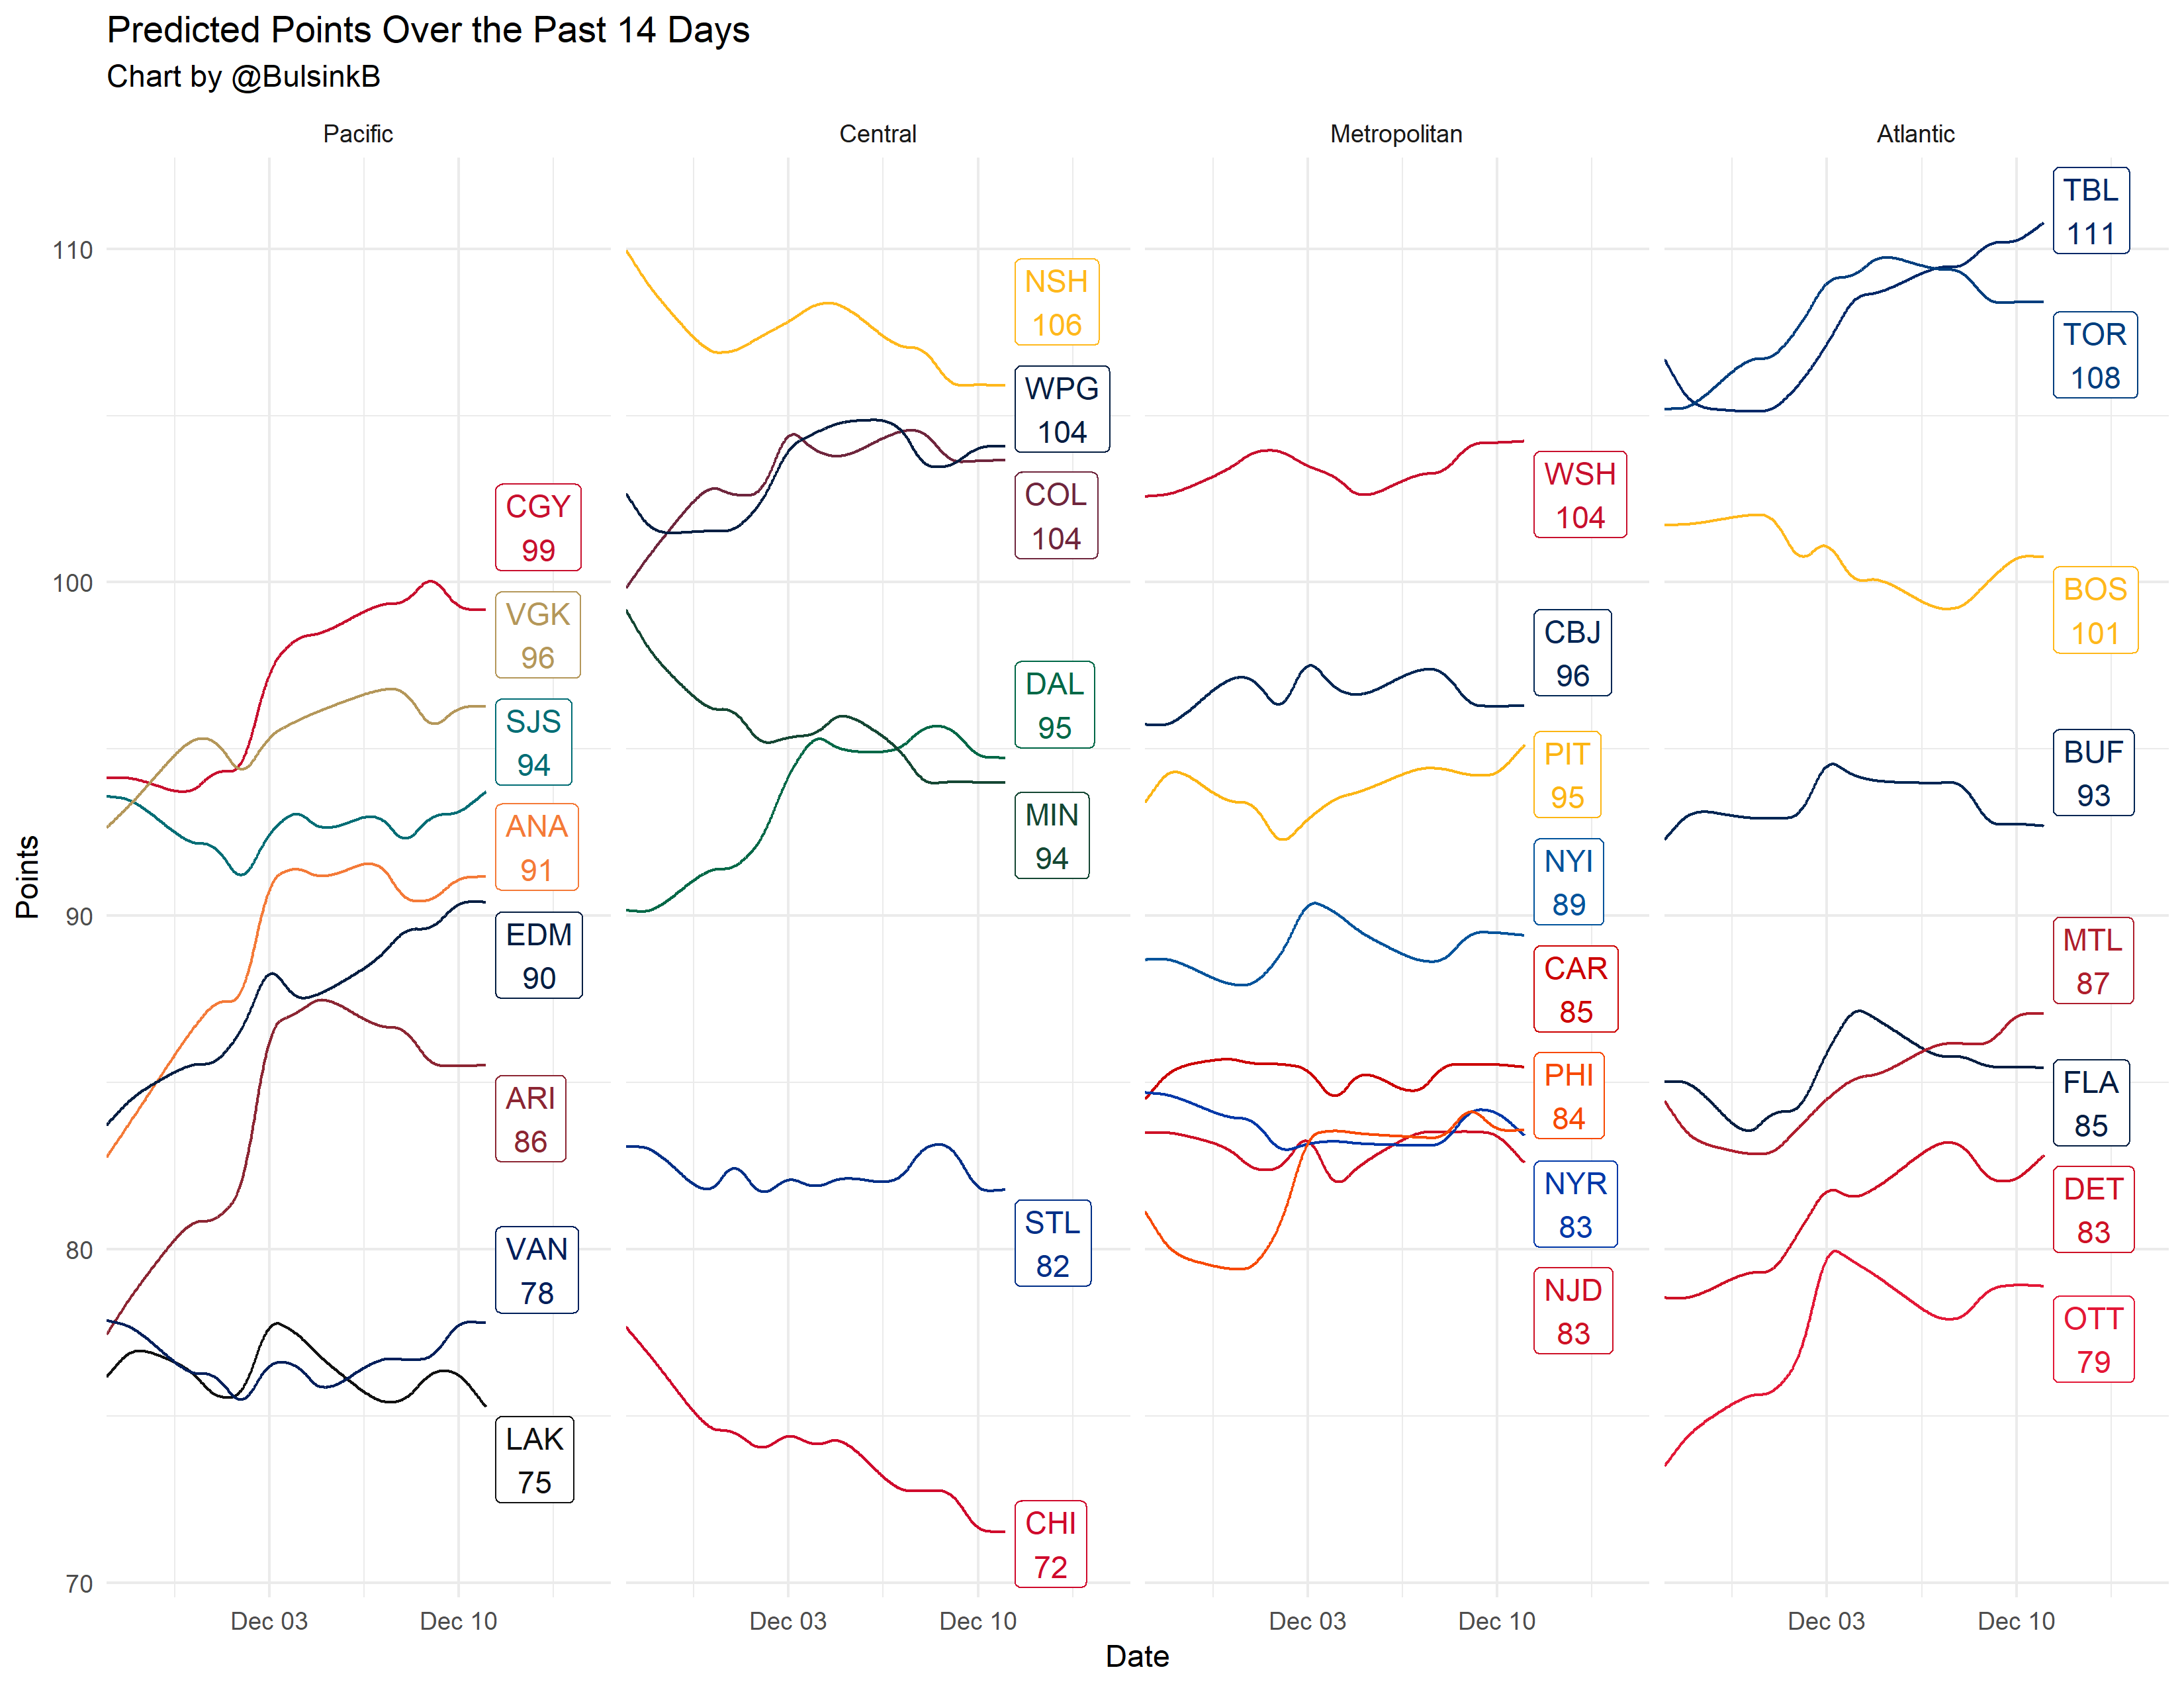 Predicted Points Over the Past 14 Days
Chart by @BulsinkB
Pacific
Central
Metropolitan
Atlantic
Points
110
100
90
80
70
CGY
99
VGK
96
SJS
94
ANA
91
EDM
90
ARI
86
VAN
78
LAK
75
NSH
106
WPG
104
COL
104
DAL
95
MIN
94
STL
82
CHI
72
WSH
104
CBJ
96
PIT
95
NYI
89
CAR
85
PHI
84
NYR
83
NJD
83
TBL
111
TOR
108
BOS
101
BUF
93
MTL
87
FLA
85
DET
83
OTT
79
Dec 03
Dec 10
Dec 03
Dec 10
Dec 03
Dec 10
Dec 03
Dec 10
Date